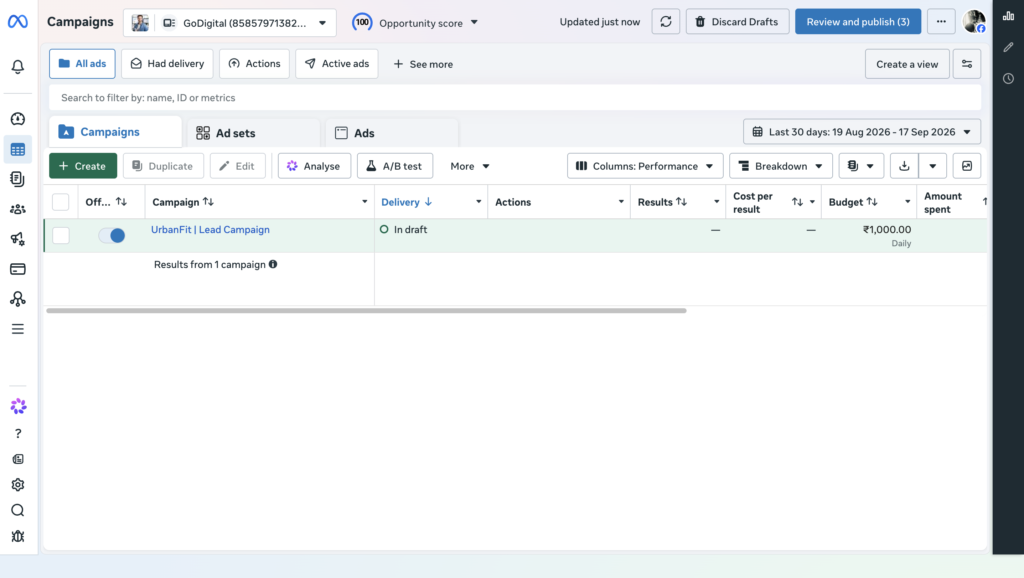 Campaigns
GoDigital (85857971382...
100
Opportunity score
Updated just now
Discard Drafts
Review and publish (3)
All ads
Had delivery
Actions
Active ads
See more
Create a view
Search to filter by: name, ID or metrics
Campaigns
Ad sets
Ads
Last 30 days: 19 Aug 2026 - 17 Sep 2026
Create
Duplicate
Edit
Analyse
A/B test
More
Columns: Performance
Breakdown
Off...
Campaign
Delivery
Actions
Results
Cost per
result
Budget
Amount
spent
UrbanFit | Lead Campaign
In draft
—
—
₹1,000.00
Daily
Results from 1 campaign